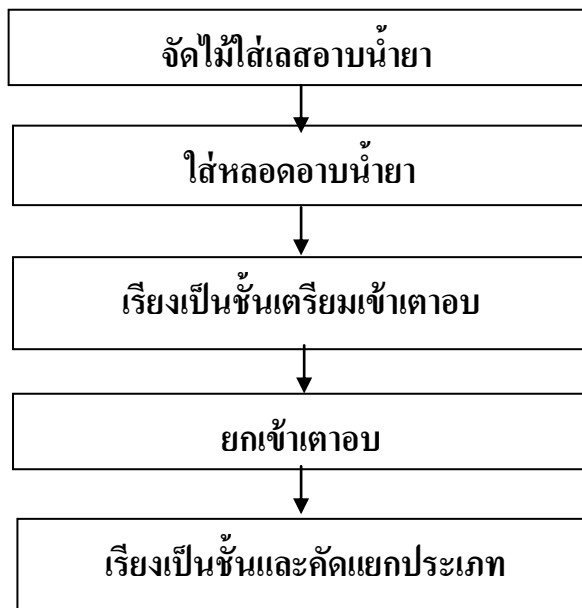 จัดไม้ใส่เลสอาบน้ำยา
ใส่หลอดอาบน้ำยา
เรียงเป็นชั้นเตรียมเข้าเตาอบ
ยกเข้าเตาอบ
เรียงเป็นชั้นและคัดแยกประเภท